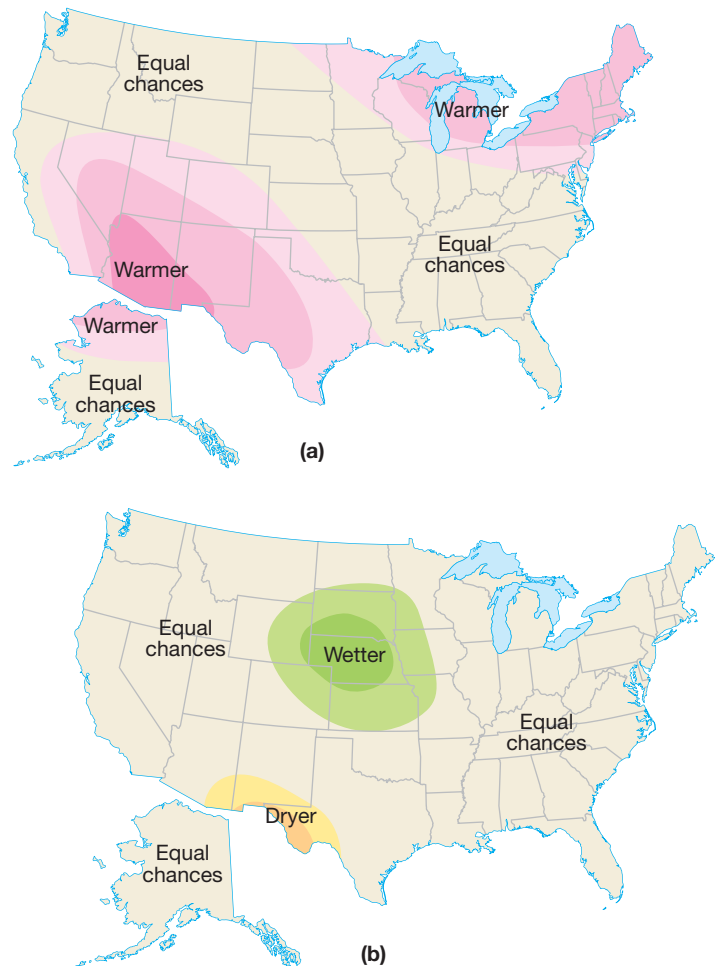 Equal
chances
Warmer
Equal
chances
Warmer
Warmer
Equal
chances
(a)
Equal
chances
Wetter
Equal
chances
Dryer
Equal
chances
(b)